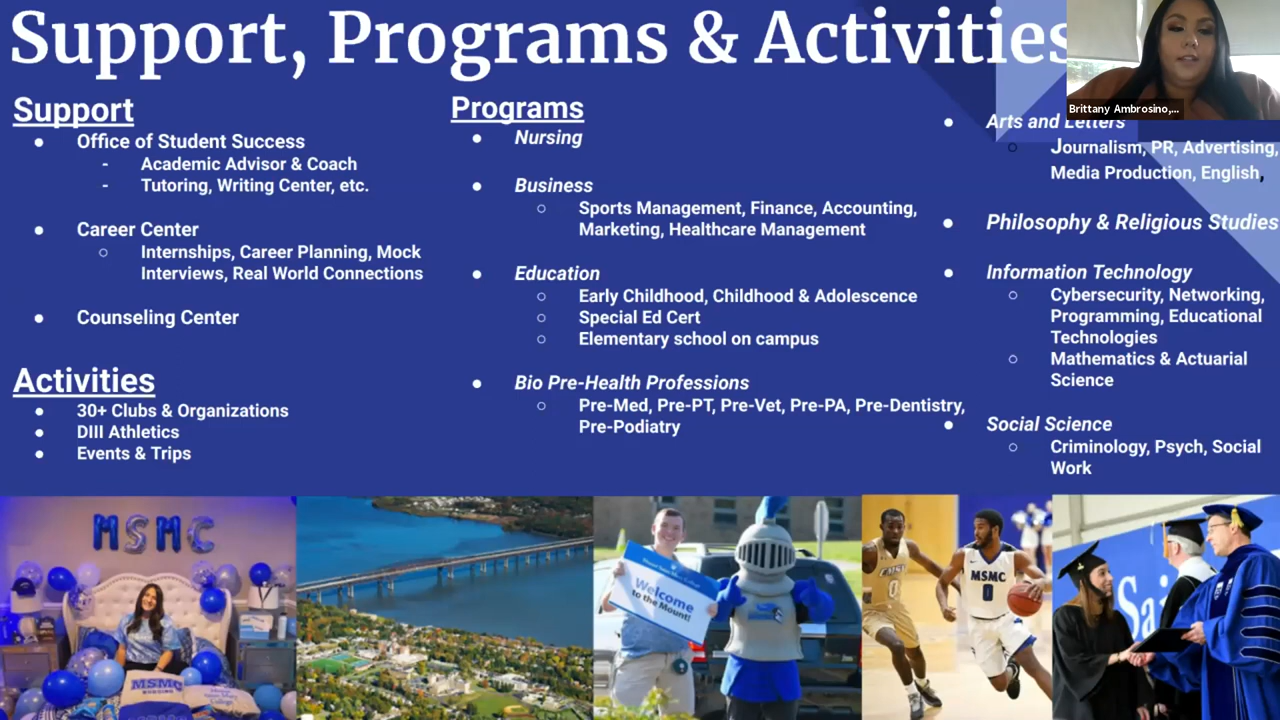 Support, Programs & Activities
Brittany Ambrosino,...
Support
Office of Student Success
- Academic Advisor & Coach
- Tutoring, Writing Center, etc.
Career Center
Internships, Career Planning, Mock
Interviews, Real World Connections
Counseling Center
Activities
30+ Clubs & Organizations
DIII Athletics
Events & Trips
Programs
Nursing
Business
Sports Management, Finance, Accounting,
Marketing, Healthcare Management
Education
Early Childhood, Childhood & Adolescence
Special Ed Cert
Elementary school on campus
Bio Pre-Health Professions
Pre-Med, Pre-PT, Pre-Vet, Pre-PA, Pre-Dentistry,
Pre-Podiatry
Arts and Letters
Journalism, PR, Advertising,
Media Production, English,
Philosophy & Religious Studies
Information Technology
Cybersecurity, Networking,
Programming, Educational
Technologies
Mathematics & Actuarial
Science
Social Science
Criminology, Psych, Social
Work
MSMC
MSMC
Welcome
to the Mount!
0
MSMC
0
Sai